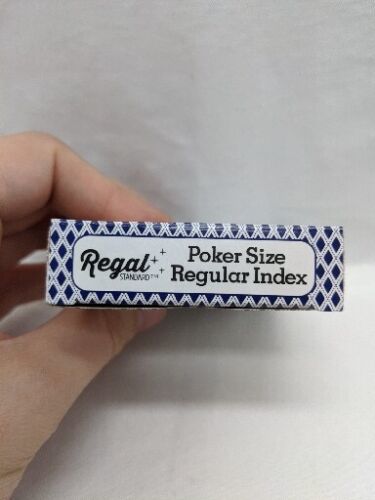 Regal
STANDARD™
Poker Size
Regular Index